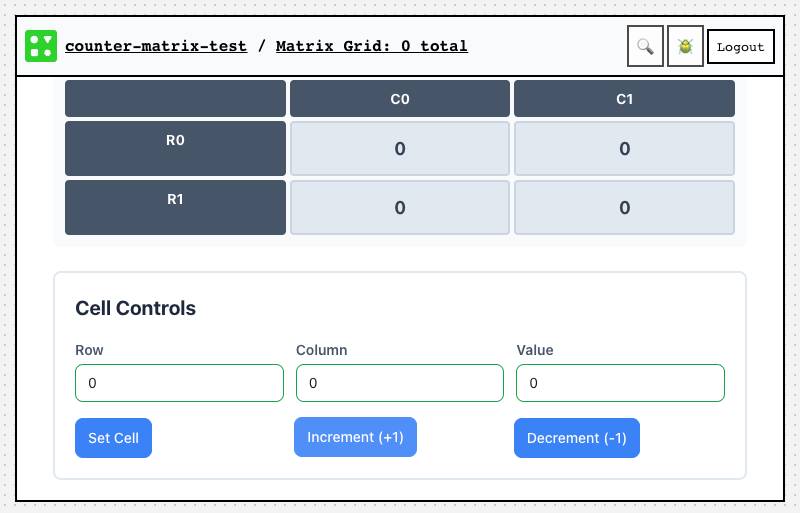 counter-matrix-test / Matrix Grid: 0 total Logout
C0 C1
R0 0 0
R1 0 0
Cell Controls
Row Column Value
0 0 0
Set Cell Increment (+1) Decrement (-1)